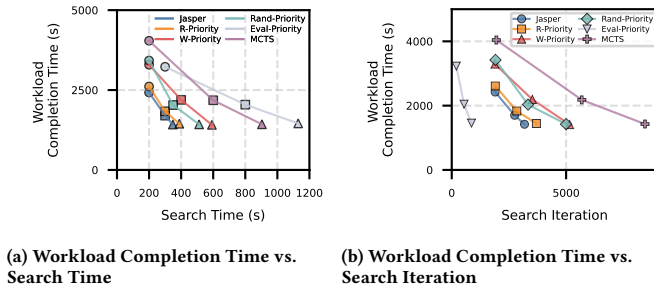 5000
2500
0
Workload
Completion Time (s)
Jasper
R-Priority
W-Priority
Rand-Priority
Eval-Priority
MCTS
0 200 400 600 800 1000 1200
Search Time (s)
(a) Workload Completion Time vs.
Search Time
4000
2000
0
Workload
Completion Time (s)
Jasper
R-Priority
W-Priority
Rand-Priority
Eval-Priority
MCTS
0 5000
Search Iteration
(b) Workload Completion Time vs.
Search Iteration